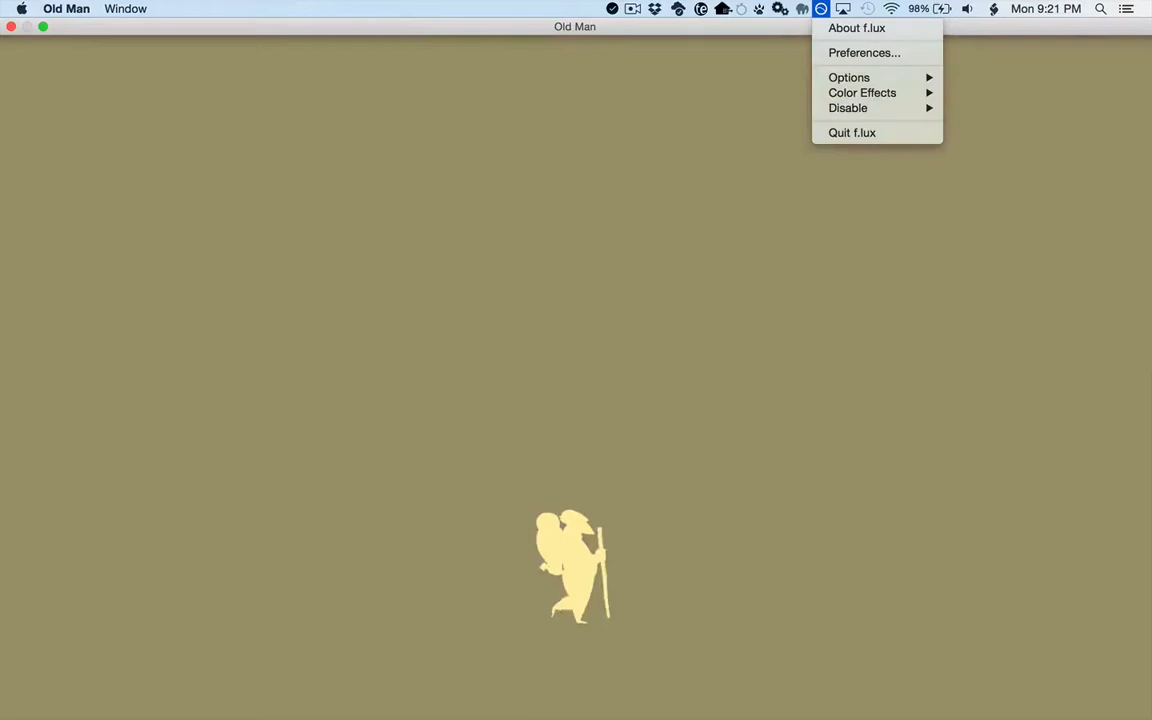 Old Man Window 98% Mon 9:21 PM
Old Man
About f.lux
Preferences...
Options
Color Effects
Disable
Quit f.lux